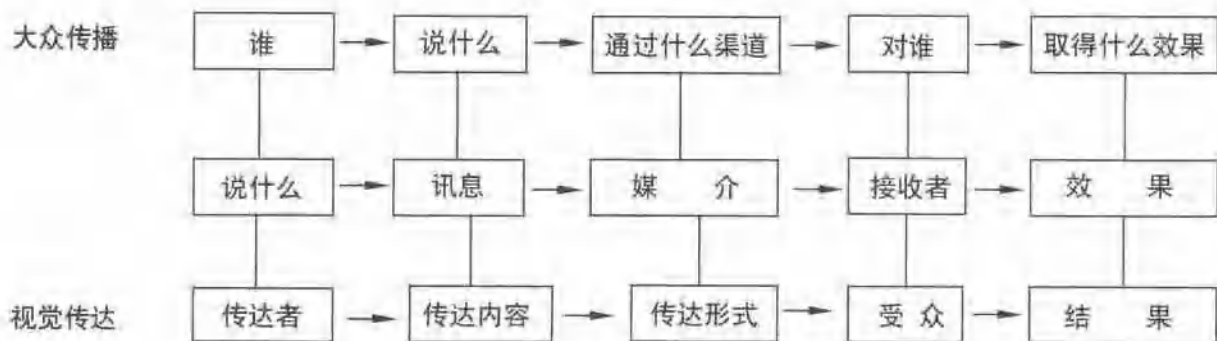 大众传播 谁 说什么 通过什么渠道 对谁 取得什么效果
说什么 讯息 媒介 接收者 效果
视觉传达 传达者 传达内容 传达形式 受众 结果